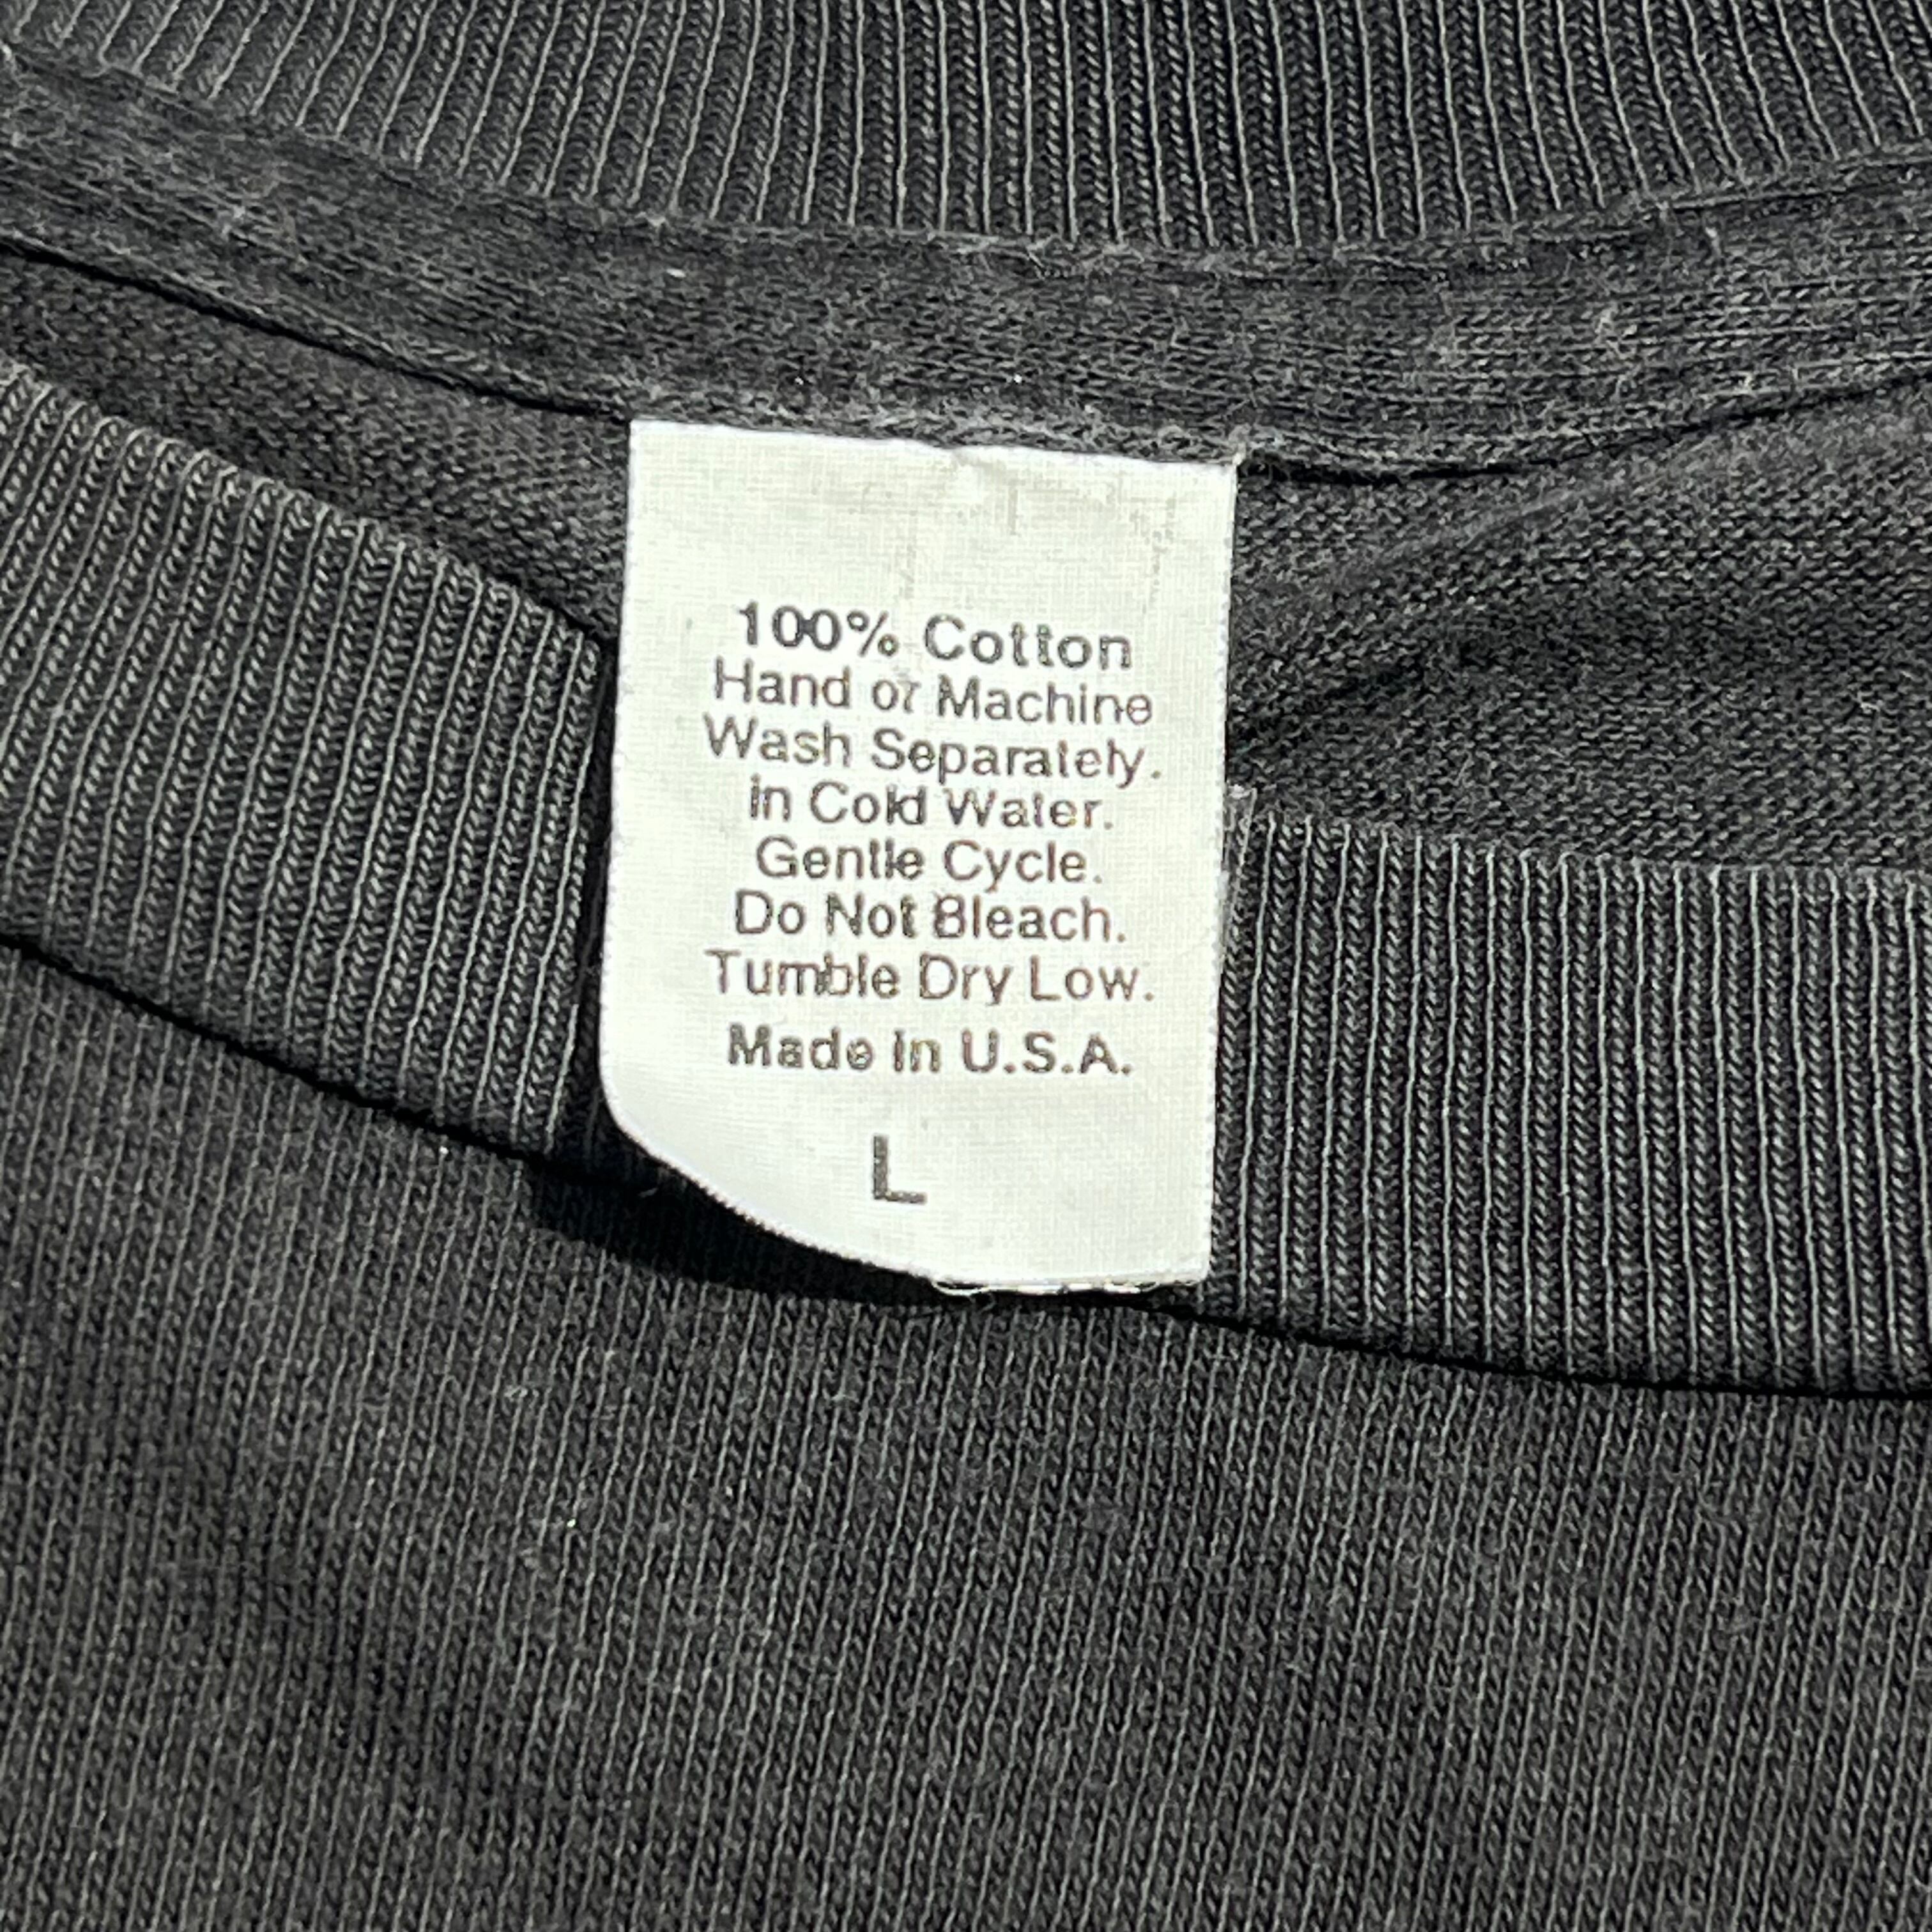 100% Cotton
Hand or Machine
Wash Separately.
in Cold Water.
Gentle Cycle.
Do Not Bleach.
Tumble Dry Low.
Made In U.S.A.
L